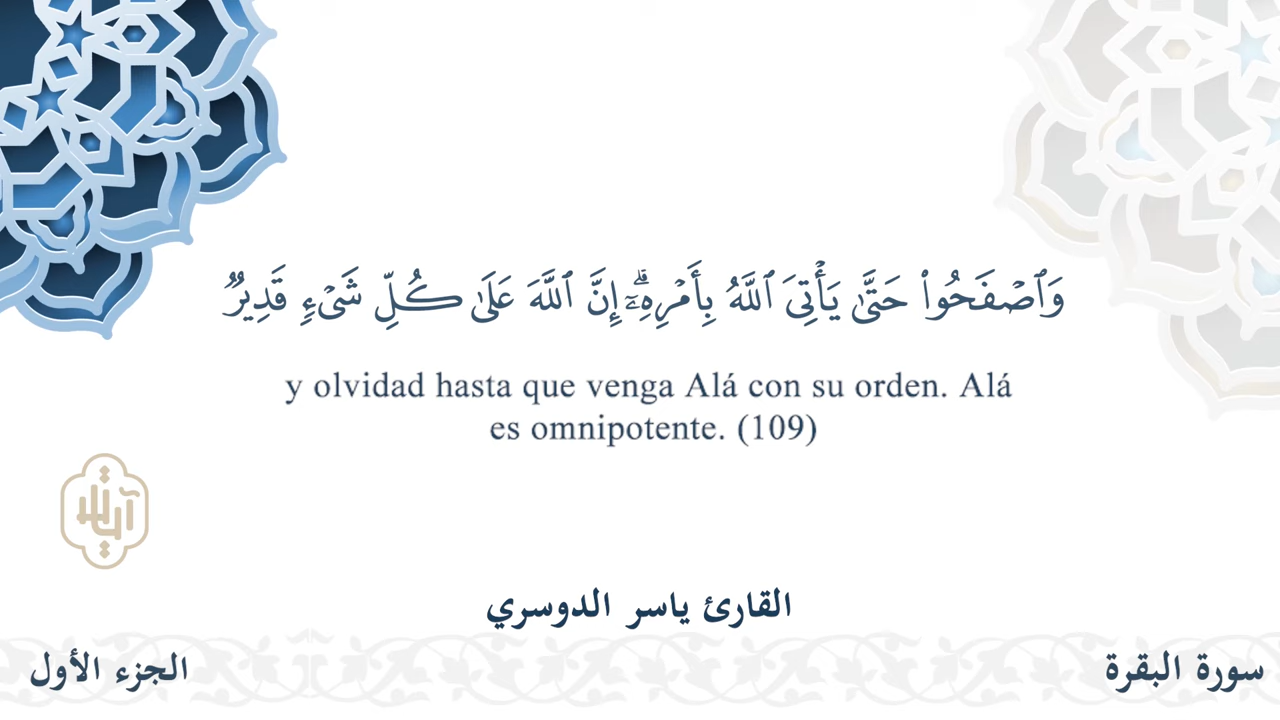 وَٱصۡفَحُوا۟ حَتَّىٰ يَأۡتِيَ ٱللَّهُ بِأَمۡرِهِۦٓۗ إِنَّ ٱللَّهَ عَلَىٰ كُلِّ شَيۡءٍ قَدِيرٌ
y olvidad hasta que venga Alá con su orden. Alá
es omnipotente. (109)
القارئ ياسر الدوسري
سورة البقرة
الجزء الأول